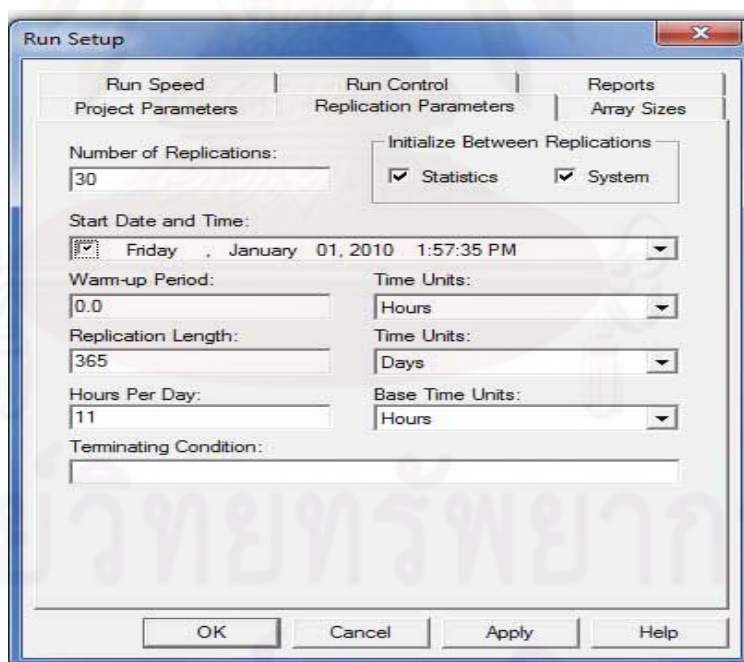 Run Setup
Run Speed Run Control Reports
Project Parameters Replication Parameters Array Sizes
Number of Replications:
30
Initialize Between Replications
Statistics System
Start Date and Time:
Friday , January 01, 2010 1:57:35 PM
Warm-up Period: Time Units:
0.0 Hours
Replication Length: Time Units:
365 Days
Hours Per Day: Base Time Units:
11 Hours
Terminating Condition:
OK Cancel Apply Help